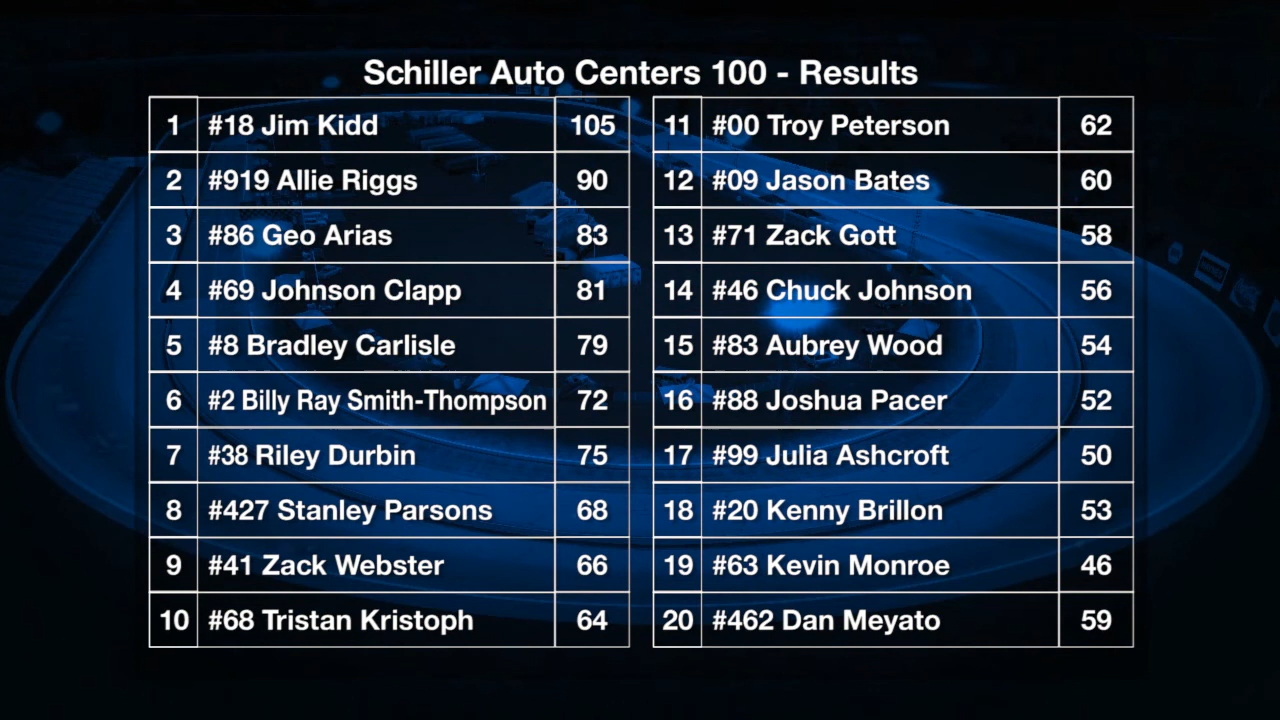 Schiller Auto Centers 100 - Results
1 #18 Jim Kidd 105
2 #919 Allie Riggs 90
3 #86 Geo Arias 83
4 #69 Johnson Clapp 81
5 #8 Bradley Carlisle 79
6 #2 Billy Ray Smith-Thompson 72
7 #38 Riley Durbin 75
8 #427 Stanley Parsons 68
9 #41 Zack Webster 66
10 #68 Tristan Kristoph 64
11 #00 Troy Peterson 62
12 #09 Jason Bates 60
13 #71 Zack Gott 58
14 #46 Chuck Johnson 56
15 #83 Aubrey Wood 54
16 #88 Joshua Pacer 52
17 #99 Julia Ashcroft 50
18 #20 Kenny Brillon 53
19 #63 Kevin Monroe 46
20 #462 Dan Meyato 59